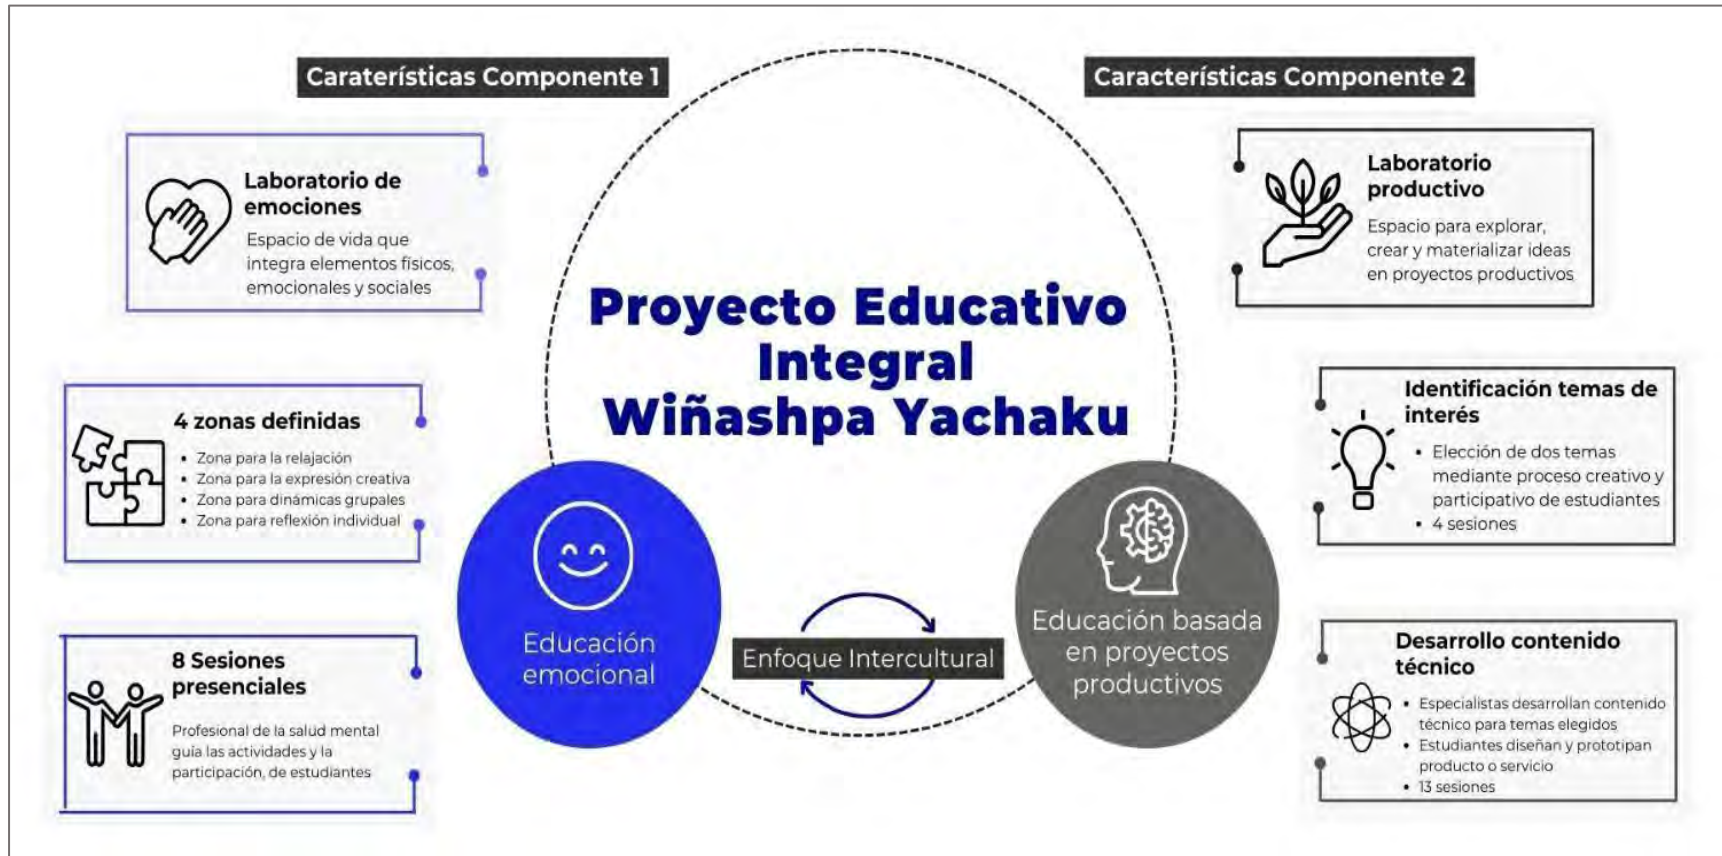 Caraterísticas Componente 1
Laboratorio de
emociones
Espacio de vida que
integra elementos físicos,
emocionales y sociales
4 zonas definidas
• Zona para la relajación
• Zona para la expresión creativa
• Zona para dinámicas grupales
• Zona para reflexión individual
8 Sesiones
presenciales
Profesional de la salud mental
guía las actividades y la
participación, de estudiantes
Proyecto Educativo
Integral
Wiñashpa Yachaku
Educación
emocional
Enfoque Intercultural
Educación basada
en proyectos
productivos
Características Componente 2
Laboratorio
productivo
Espacio para explorar,
crear y materializar ideas
en proyectos productivos
Identificación temas de
interés
• Elección de dos temas
mediante proceso creativo y
participativo de estudiantes
• 4 sesiones
Desarrollo contenido
técnico
• Especialistas desarrollan contenido
técnico para temas elegidos
• Estudiantes diseñan y prototipan
producto o servicio
• 13 sesiones